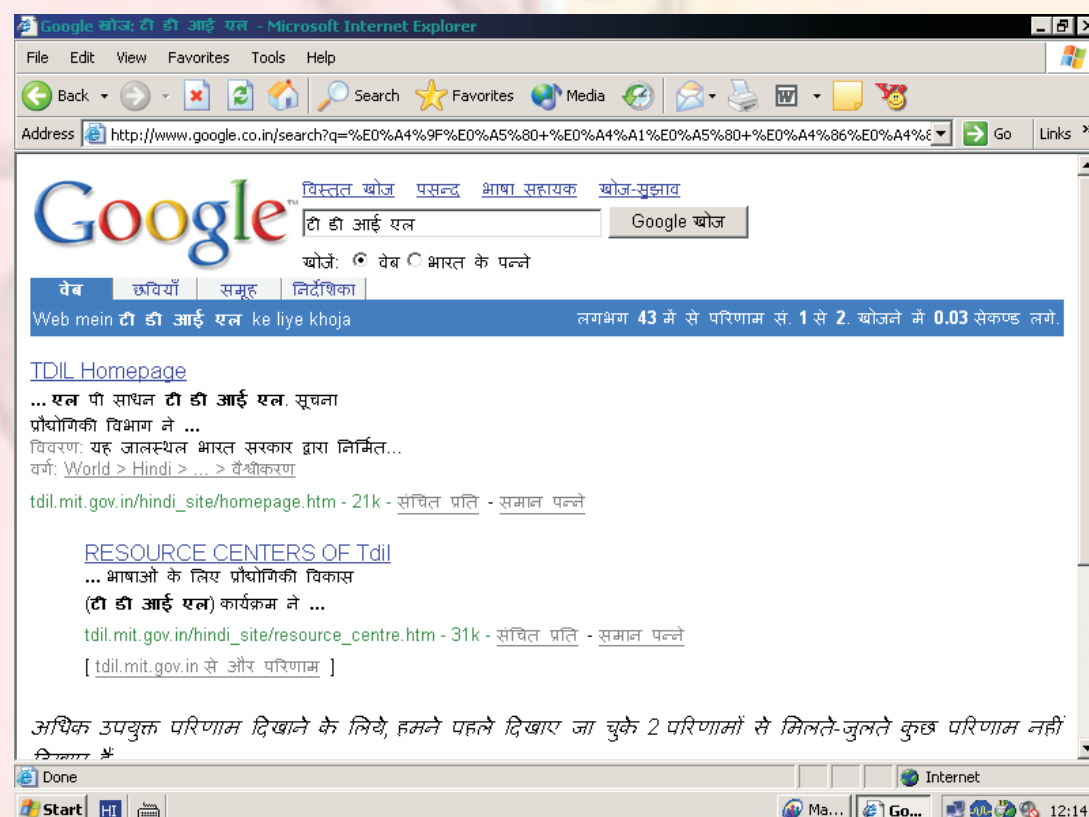 Google खोज: टी डी आई एल - Microsoft Internet Explorer
File Edit View Favorites Tools Help
Back Search Favorites Media
Address http://www.google.co.in/search?q=%E0%A4%9F%E0%A5%80+%E0%A4%A1%E0%A5%80+%E0%A4%86%E0%A4%8 Go Links »
Google™
विस्तृत खोज पसन्द भाषा सहायक खोज-सुझाव
टी डी आई एल Google खोज
खोजें: वेब भारत के पन्ने
वेब छवियाँ समूह निर्देशिका
Web mein टी डी आई एल ke liye khoja लगभग 43 में से परिणाम सं. 1 से 2. खोजने में 0.03 सेकण्ड लगे.
TDIL Homepage
... एल पी साधन टी डी आई एल. सूचना
प्रौद्योगिकी विभाग ने ...
विवरण: यह जालस्थल भारत सरकार द्वारा निर्मित...
वर्ग: World > Hindi > ... > वैश्वीकरण
tdil.mit.gov.in/hindi_site/homepage.htm - 21k - संचित प्रति - समान पन्ने
RESOURCE CENTERS OF Tdil
... भाषाओं के लिए प्रौद्योगिकी विकास
(टी डी आई एल) कार्यक्रम ने ...
tdil.mit.gov.in/hindi_site/resource_centre.htm - 31k - संचित प्रति - समान पन्ने
[ tdil.mit.gov.in से और परिणाम ]
अधिक उपयुक्त परिणाम दिखाने के लिये, हमने पहले दिखाए जा चुके 2 परिणामों से मिलते-जुलते कुछ परिणाम नहीं
Done Internet
Start HI Ma... Go... 12:14